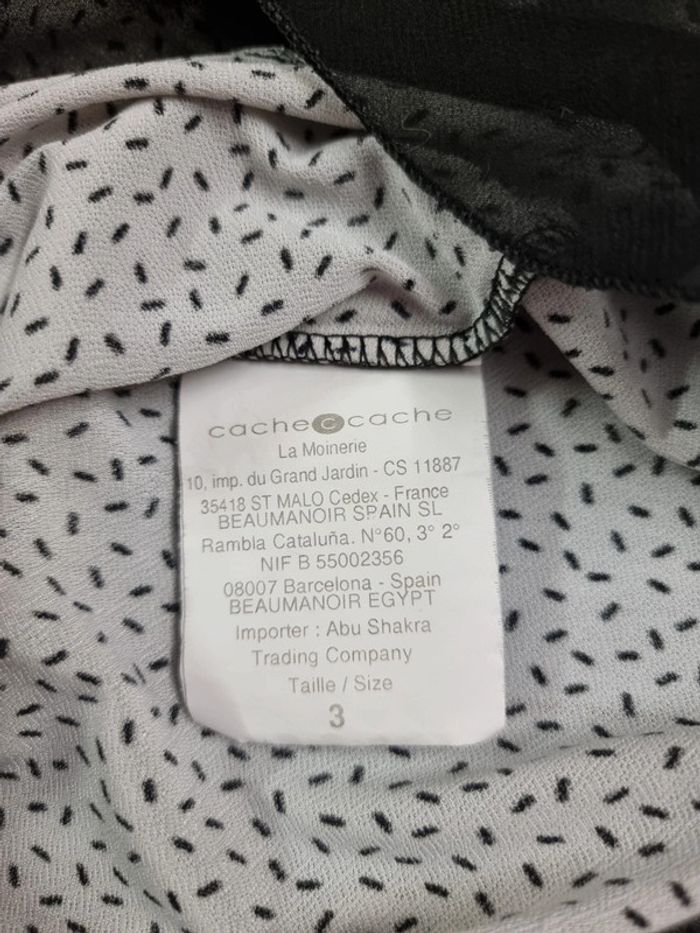 cache c cache
La Moinerie
10, imp. du Grand Jardin - CS 11887
35418 ST MALO Cedex - France
BEAUMANOIR SPAIN SL
Rambla Cataluña. N°60, 3° 2°
NIF B 55002356
08007 Barcelona - Spain
BEAUMANOIR EGYPT
Importer : Abu Shakra
Trading Company
Taille / Size
3